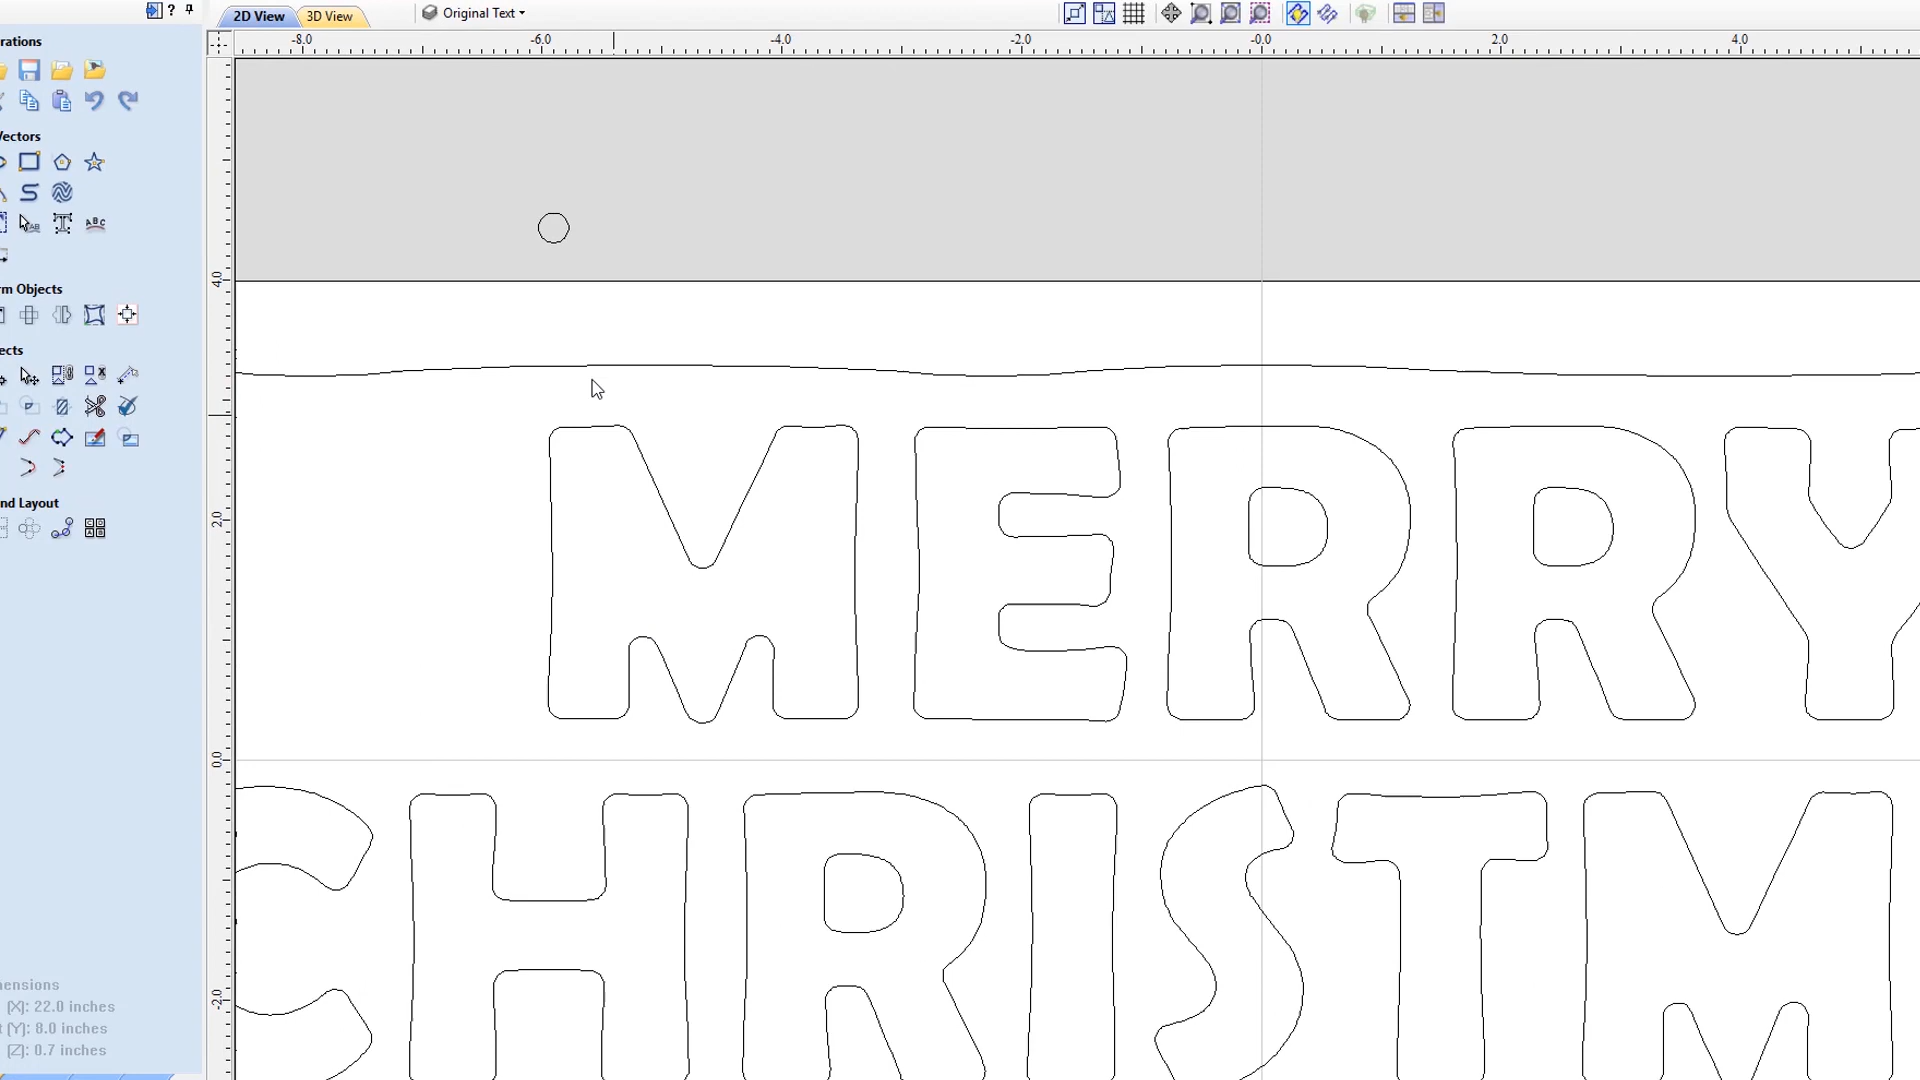 2D View 3D View Original Text
-8.0 -6.0 -4.0 -2.0 -0.0 2.0 4.0
rations
Vectors
rm Objects
ects
nd Layout
4.0
2.0
0.0
-2.0
MERRY
CHRISTM
ensions
(X): 22.0 inches
t (Y): 8.0 inches
(Z): 0.7 inches